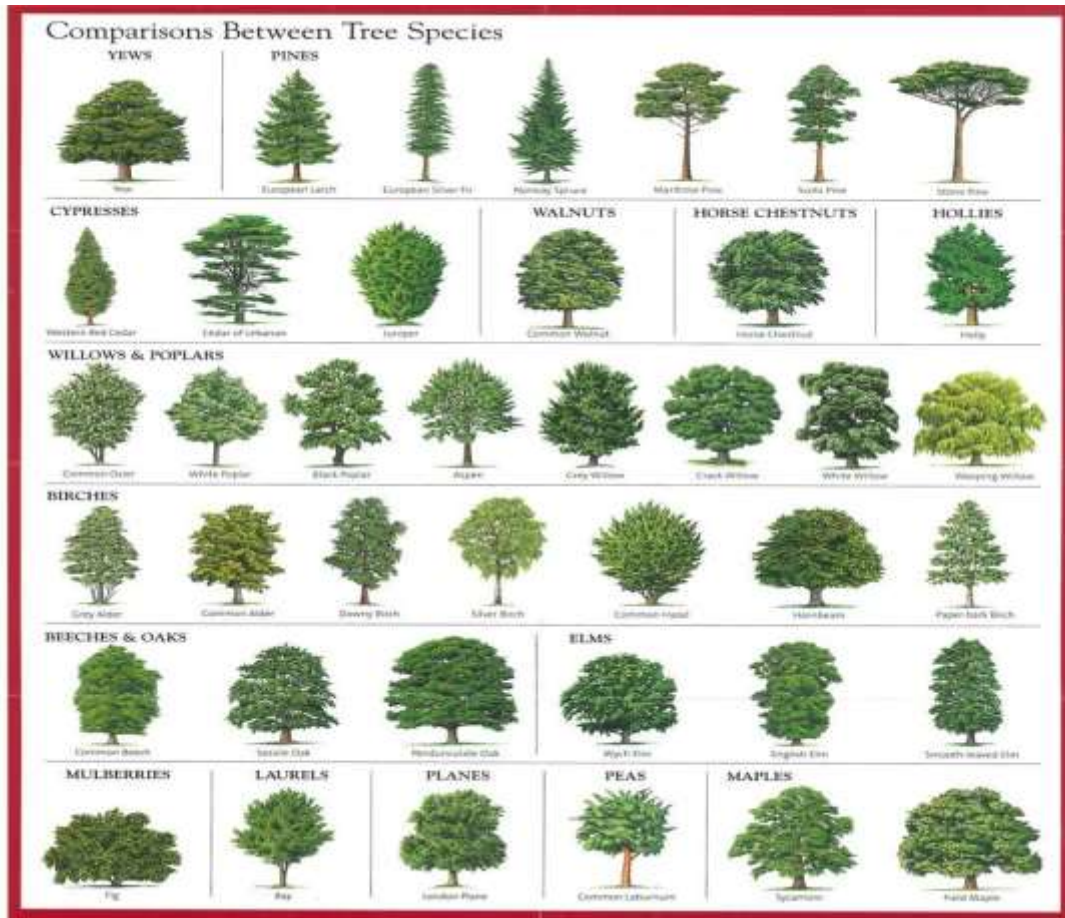 Comparisons Between Tree Species
YEWS PINES
Yew European Larch European Silver Fir Norway Spruce Maritime Pine Scots Pine Stone Pine
CYPRESSES WALNUTS HORSE CHESTNUTS HOLLIES
Western Red Cedar Cedar of Lebanon Juniper Common Walnut Horse Chestnut Holly
WILLOWS & POPLARS
Common Osier White Poplar Black Poplar Aspen Grey Willow Crack Willow White Willow Weeping Willow
BIRCHES
Grey Alder Common Alder Downy Birch Silver Birch Common Hazel Hornbeam Paper-bark Birch
BEECHES & OAKS ELMS
Common Beech Sessile Oak Pendunculate Oak Wych Elm English Elm Smooth-leaved Elm
MULBERRIES LAURELS PLANES PEAS MAPLES
Fig Bay London Plane Common Laburnum Sycamore Field Maple